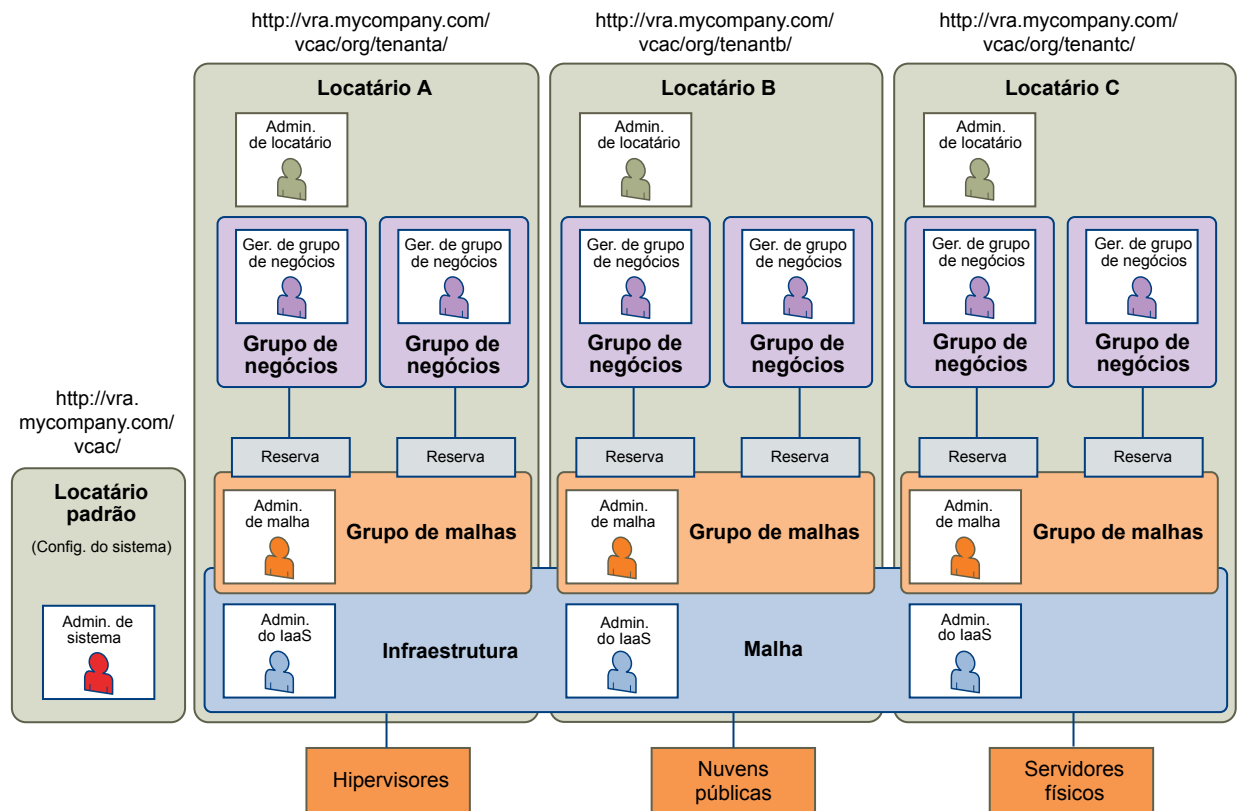 http://vra.mycompany.com/
vcac/org/tenanta/
http://vra.mycompany.com/
vcac/org/tenantb/
http://vra.mycompany.com/
vcac/org/tenantc/
Locatário A
Locatário B
Locatário C
Admin.
de locatário
Admin.
de locatário
Admin.
de locatário
Ger. de grupo
de negócios
Ger. de grupo
de negócios
Ger. de grupo
de negócios
Ger. de grupo
de negócios
Ger. de grupo
de negócios
Ger. de grupo
de negócios
Grupo de
negócios
Grupo de
negócios
Grupo de
negócios
Grupo de
negócios
Grupo de
negócios
Grupo de
negócios
http://vra.
mycompany.com/
vcac/
Reserva
Reserva
Reserva
Reserva
Reserva
Reserva
Locatário
padrão
(Config. do sistema)
Admin. de
sistema
Admin.
de malha
Grupo de malhas
Admin.
de malha
Grupo de malhas
Admin.
de malha
Grupo de malhas
Admin.
do IaaS
Infraestrutura
Admin.
do IaaS
Malha
Admin.
do IaaS
Hipervisores
Nuvens
públicas
Servidores
físicos